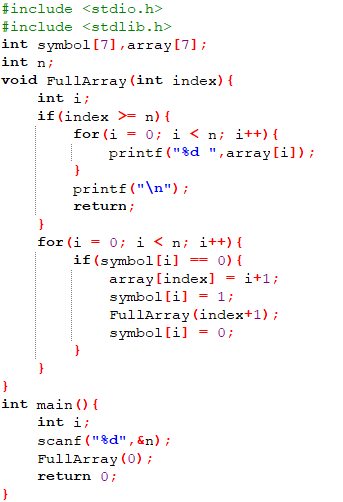 #include <stdio.h>
#include <stdlib.h>
int symbol[7],array[7];
int n;
void FullArray(int index){
    int i;
    if(index >= n){
        for(i = 0; i < n; i++){
            printf("%d ",array[i]);
        }
        printf("\n");
        return;
    }
    for(i = 0; i < n; i++){
        if(symbol[i] == 0){
            array[index] = i+1;
            symbol[i] = 1;
            FullArray(index+1);
            symbol[i] = 0;
        }
    }
}
int main(){
    int i;
    scanf("%d",&n);
    FullArray(0);
    return 0;
}